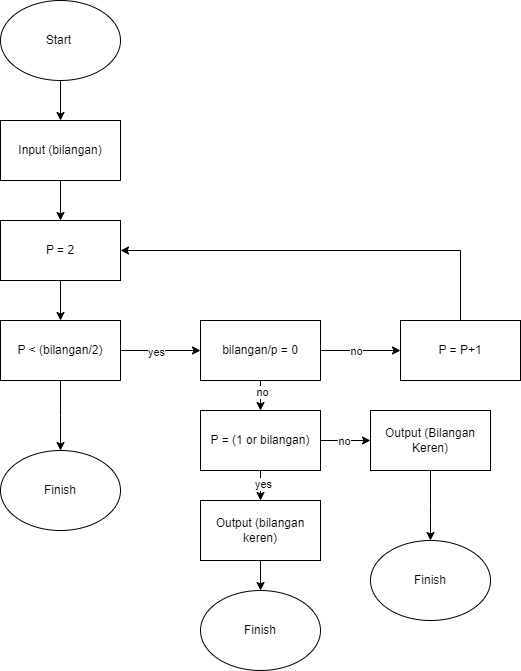 Start
Input (bilangan)
P = 2
P < (bilangan/2)
yes
bilangan/p = 0
no
P = P+1
no
P = (1 or bilangan)
no
Output (Bilangan
Keren)
yes
Finish
Output (bilangan
keren)
Finish
Finish